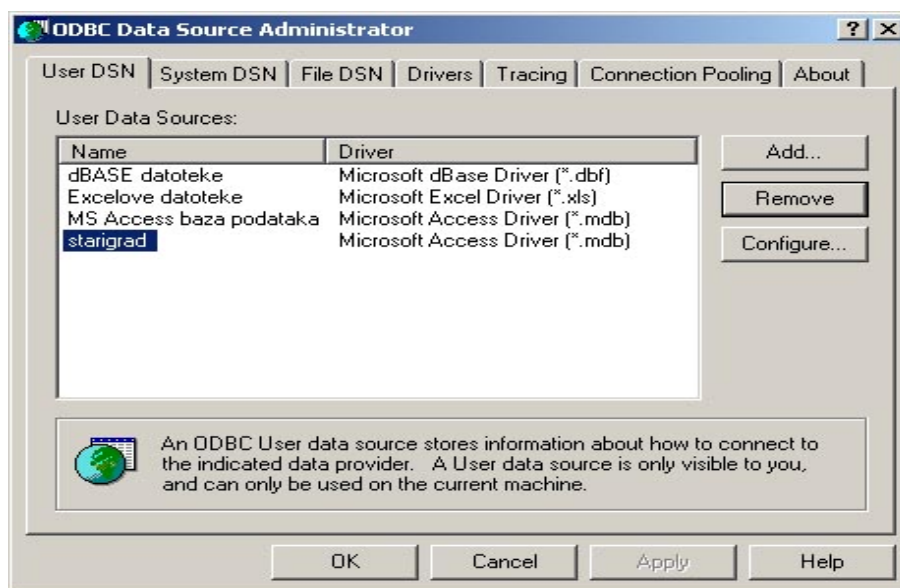 ODBC Data Source Administrator
User DSN System DSN File DSN Drivers Tracing Connection Pooling About
User Data Sources:
Name Driver
dBASE datoteke Microsoft dBase Driver (*.dbf)
Excelove datoteke Microsoft Excel Driver (*.xls)
MS Access baza podataka Microsoft Access Driver (*.mdb)
starigrad Microsoft Access Driver (*.mdb)
Add...
Remove
Configure...
An ODBC User data source stores information about how to connect to
the indicated data provider. A User data source is only visible to you,
and can only be used on the current machine.
OK Cancel Apply Help